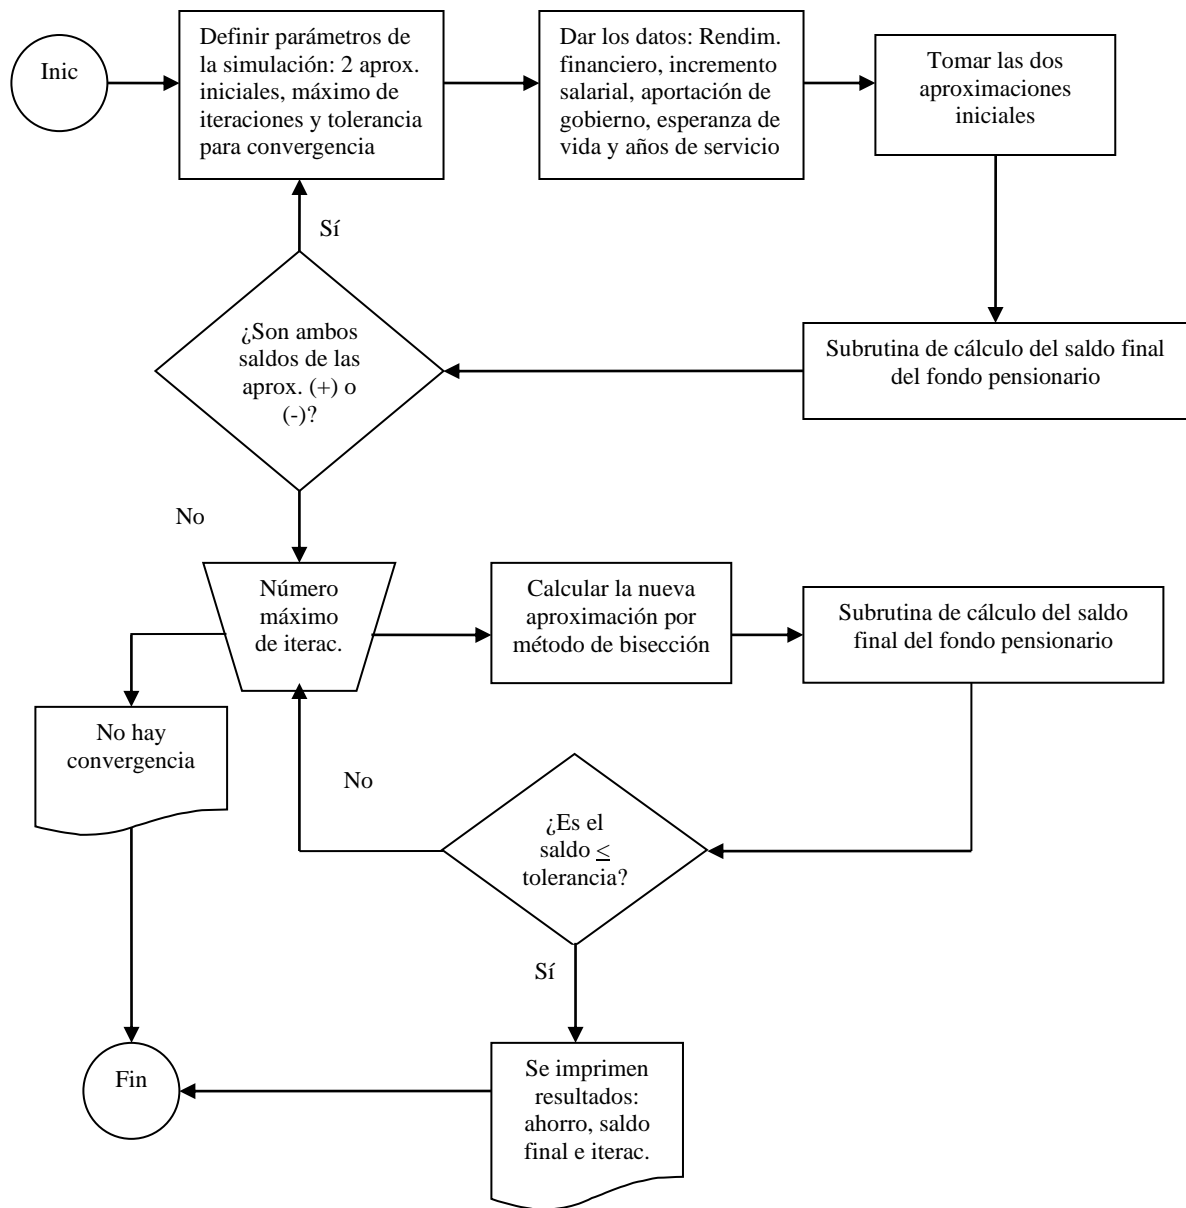 Inic
Definir parámetros de
la simulación: 2 aprox.
iniciales, máximo de
iteraciones y tolerancia
para convergencia
Dar los datos: Rendim.
financiero, incremento
salarial, aportación de
gobierno, esperanza de
vida y años de servicio
Tomar las dos
aproximaciones
iniciales
Sí
¿Son ambos
saldos de las
aprox. (+) o
(-)?
Subrutina de cálculo del saldo final
del fondo pensionario
No
Número
máximo
de iterac.
Calcular la nueva
aproximación por
método de bisección
Subrutina de cálculo del saldo
final del fondo pensionario
No hay
convergencia
No
¿Es el
saldo ≤
tolerancia?
Sí
Fin
Se imprimen
resultados:
ahorro, saldo
final e iterac.